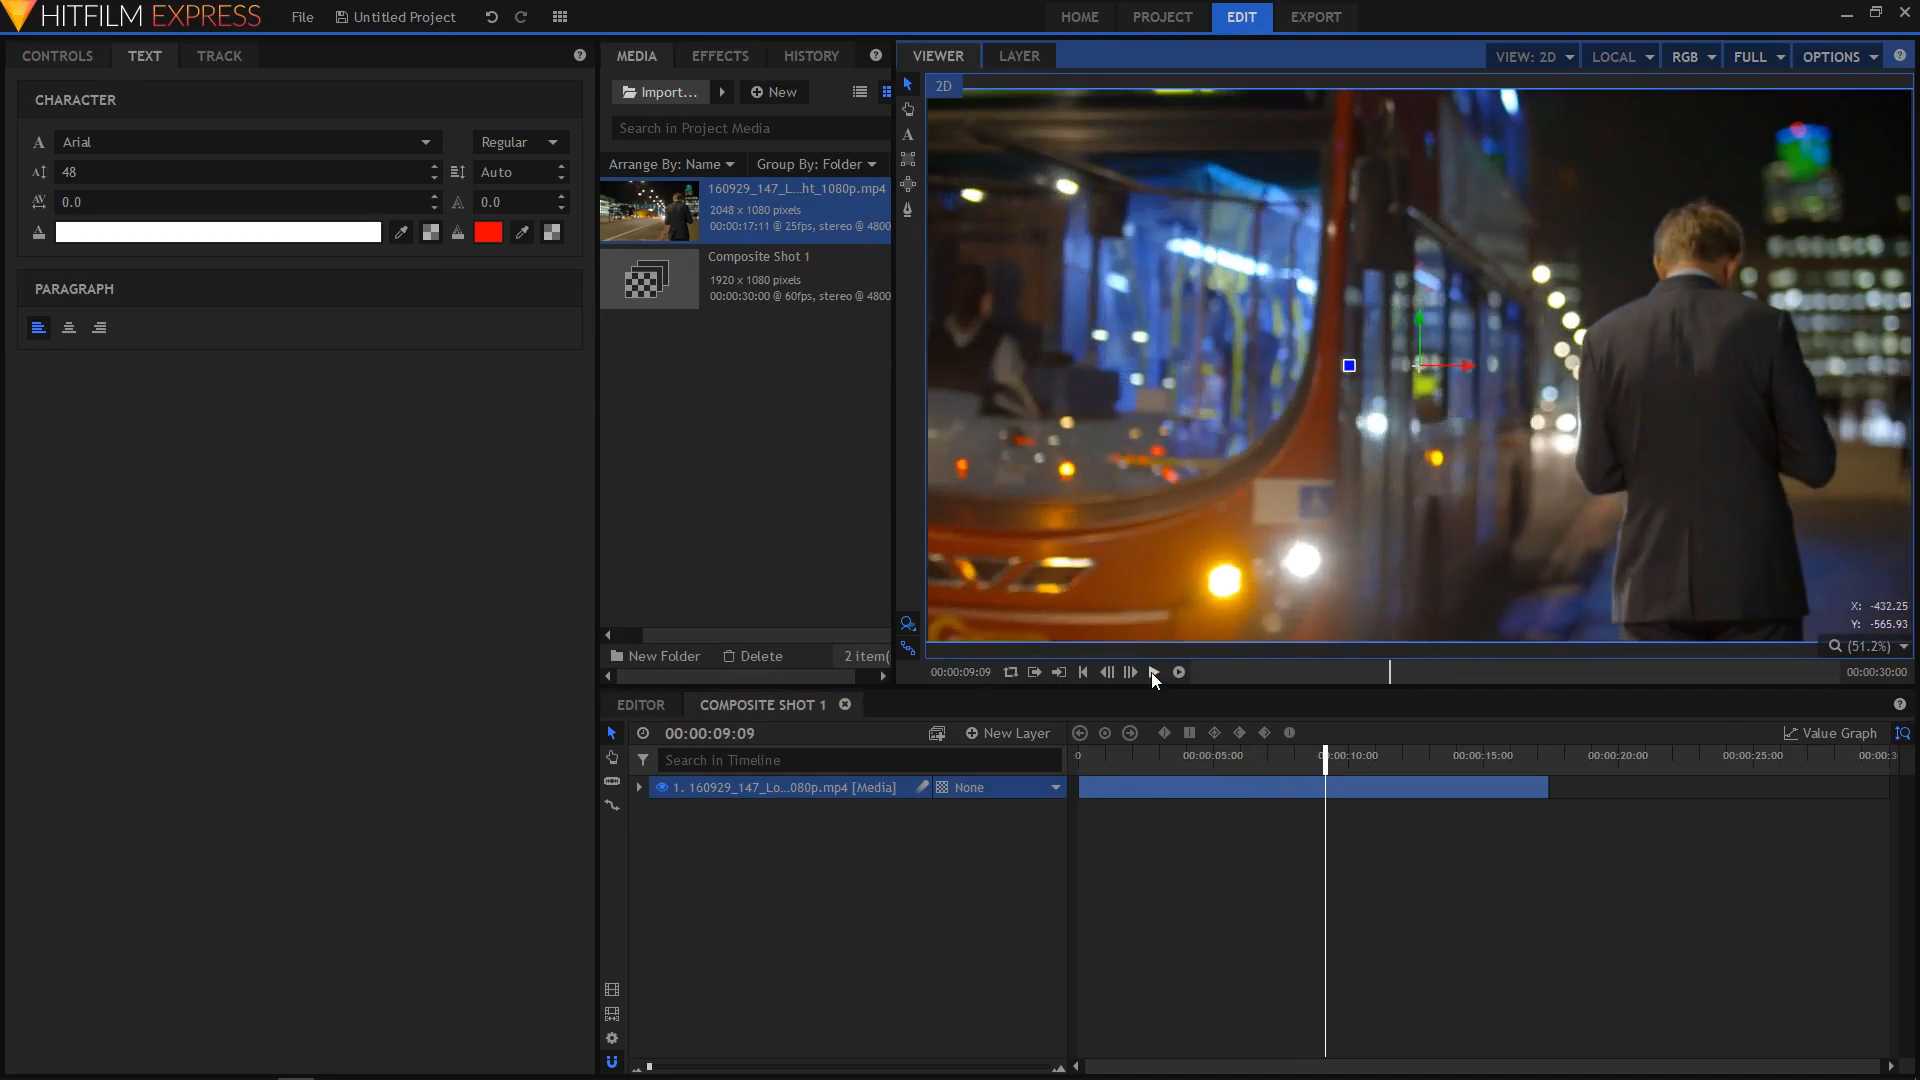 HITFILM EXPRESS
File
Untitled Project
HOME
PROJECT
EDIT
EXPORT
CONTROLS
TEXT
TRACK
CHARACTER
Arial
Regular
48
Auto
0.0
0.0
PARAGRAPH
MEDIA
EFFECTS
HISTORY
Import...
New
Search in Project Media
Arrange By: Name
Group By: Folder
160929_147_L...ht_1080p.mp4
2048 x 1080 pixels
00:00:17:11 @ 25fps, stereo @ 4800
Composite Shot 1
1920 x 1080 pixels
00:00:30:00 @ 60fps, stereo @ 4800
New Folder
Delete
2 item(
VIEWER
LAYER
VIEW: 2D
LOCAL
RGB
FULL
OPTIONS
2D
X: -432.25
Y: -565.93
(51.2%)
00:00:09:09
00:00:30:00
EDITOR
COMPOSITE SHOT 1
00:00:09:09
New Layer
Value Graph
Search in Timeline
0
00:00:05:00
00:00:10:00
00:00:15:00
00:00:20:00
00:00:25:00
00:00:3
1. 160929_147_Lo...080p.mp4 [Media]
None